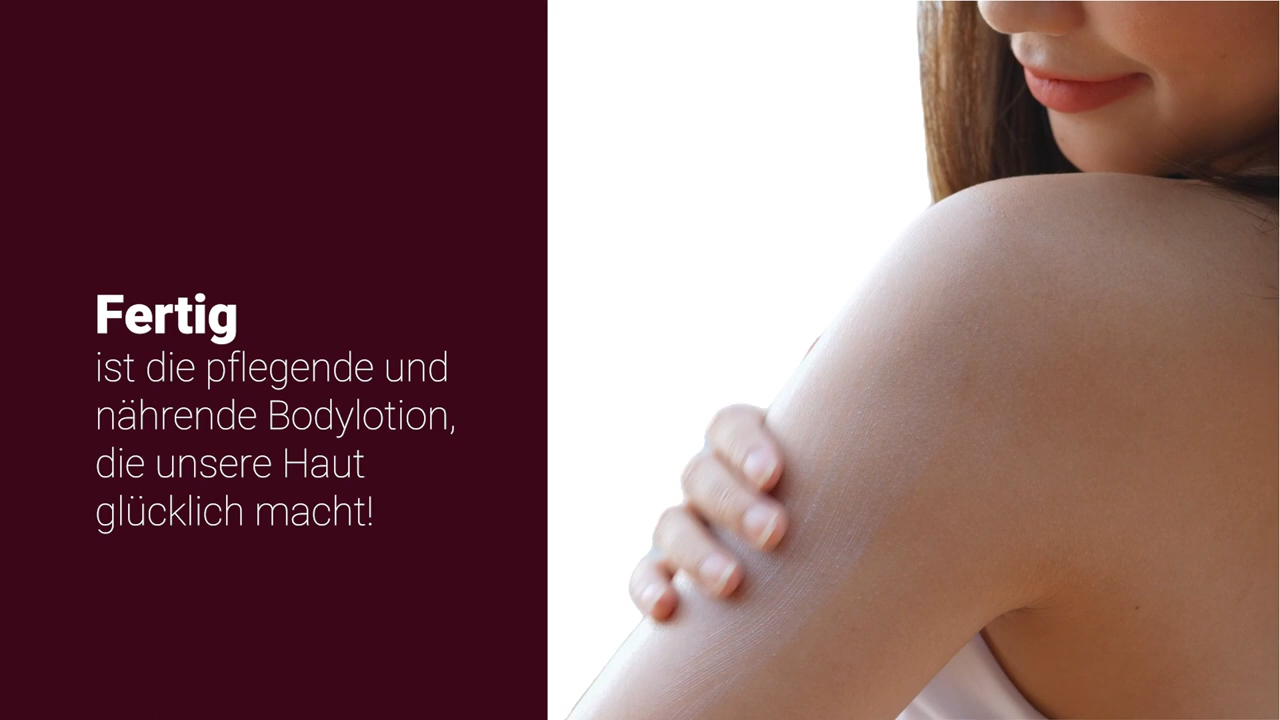 Fertig
ist die pflegende und
nährende Bodylotion,
die unsere Haut
glücklich macht!